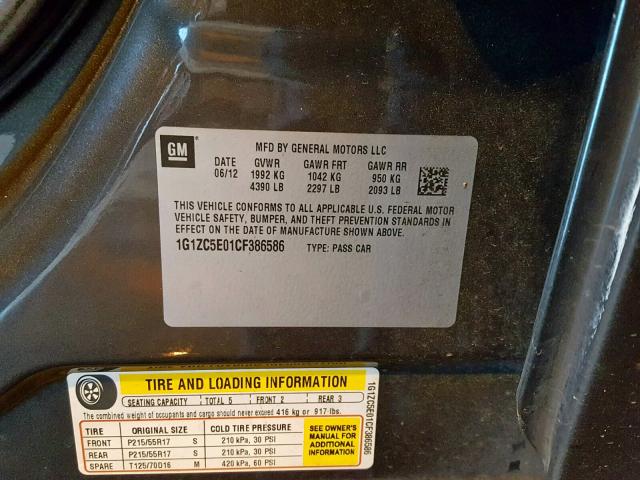 GM
MFD BY GENERAL MOTORS LLC
DATE GVWR GAWR FRT GAWR RR
06/12 1992 KG 1042 KG 950 KG
4390 LB 2297 LB 2093 LB
THIS VEHICLE CONFORMS TO ALL APPLICABLE U.S. FEDERAL MOTOR
VEHICLE SAFETY, BUMPER, AND THEFT PREVENTION STANDARDS IN
EFFECT ON THE DATE OF MANUFACTURE SHOWN ABOVE.
1G1ZC5E01CF386586 TYPE: PASS CAR
TIRE AND LOADING INFORMATION
SEATING CAPACITY TOTAL 5 FRONT 2 REAR 3
The combined weight of occupants and cargo should never exceed 416 kg or 917 lbs.
TIRE ORIGINAL SIZE COLD TIRE PRESSURE
FRONT P215/55R17 S 210 kPa, 30 PSI
REAR P215/55R17 S 210 kPa, 30 PSI
SPARE T125/70D16 M 420 kPa, 60 PSI
SEE OWNER'S
MANUAL FOR
ADDITIONAL
INFORMATION
1G1ZC5E01CF386586